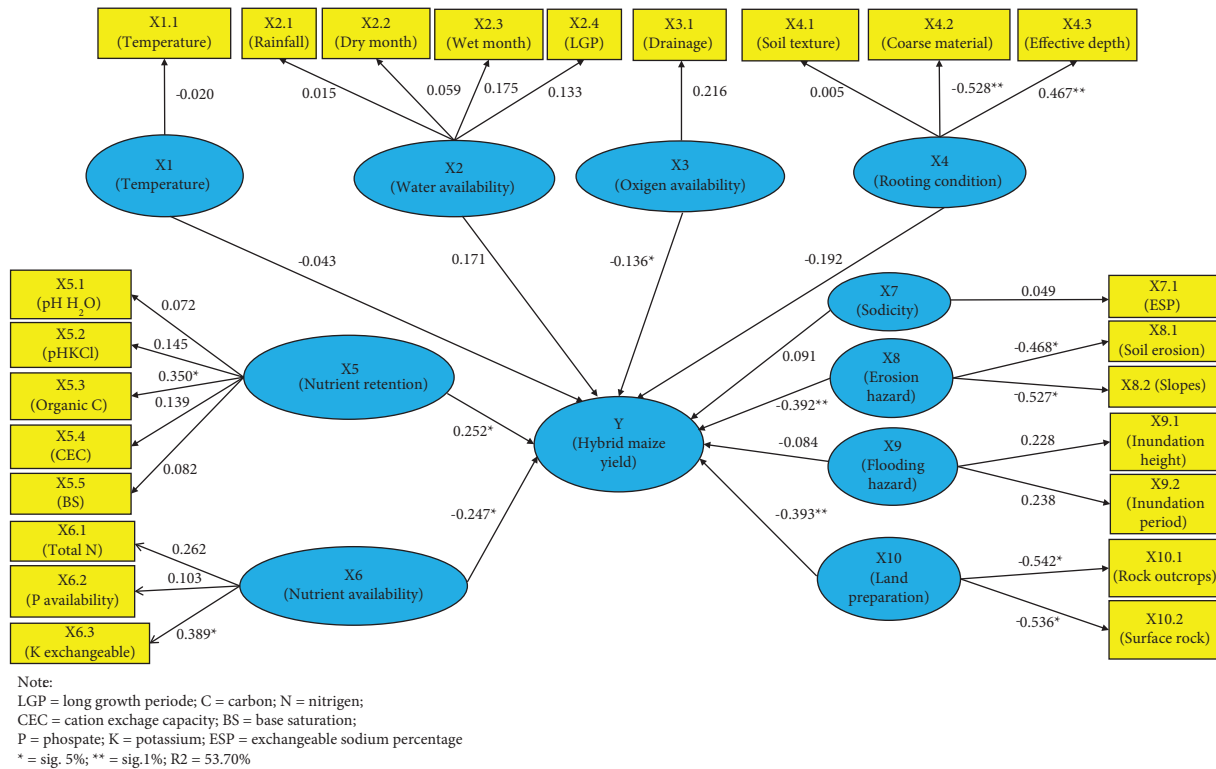 X1.1
(Temperature)
X2.1
(Rainfall)
X2.2
(Dry month)
X2.3
(Wet month)
X2.4
(LGP)
X3.1
(Drainage)
X4.1
(Soil texture)
X4.2
(Coarse material)
X4.3
(Effective depth)
-0.020
0.015
0.059
0.175
0.133
0.216
0.005
-0.528**
0.467**
X1
(Temperature)
X2
(Water availability)
X3
(Oxigen availability)
X4
(Rooting condition)
-0.043
0.171
-0.136*
-0.192
X5.1
(pH H2O)
X5.2
(pHKCl)
X5.3
(Organic C)
X5.4
(CEC)
X5.5
(BS)
0.072
0.145
0.350*
0.139
0.082
X5
(Nutrient retention)
0.252*
X6.1
(Total N)
X6.2
(P availability)
X6.3
(K exchangeable)
0.262
0.103
0.389*
X6
(Nutrient availability)
-0.247*
Y
(Hybrid maize
yield)
X7
(Sodicity)
0.091
0.049
X7.1
(ESP)
X8
(Erosion
hazard)
-0.392**
-0.468*
-0.527*
X8.1
(Soil erosion)
X8.2 (Slopes)
X9
(Flooding
hazard)
-0.084
0.228
0.238
X9.1
(Inundation
height)
X9.2
(Inundation
period)
X10
(Land
preparation)
-0.393**
-0.542*
-0.536*
X10.1
(Rock outcrops)
X10.2
(Surface rock)
Note:
LGP = long growth periode; C = carbon; N = nitrigen;
CEC = cation exchage capacity; BS = base saturation;
P = phospate; K = potassium; ESP = exchangeable sodium percentage
* = sig. 5%; ** = sig.1%; R2 = 53.70%